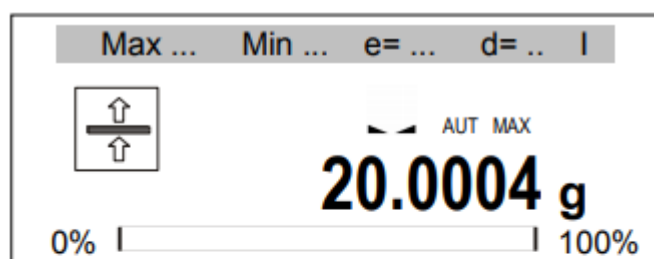 Max ... Min ... e= ... d= .. I
AUT MAX
20.0004 g
0% 100%